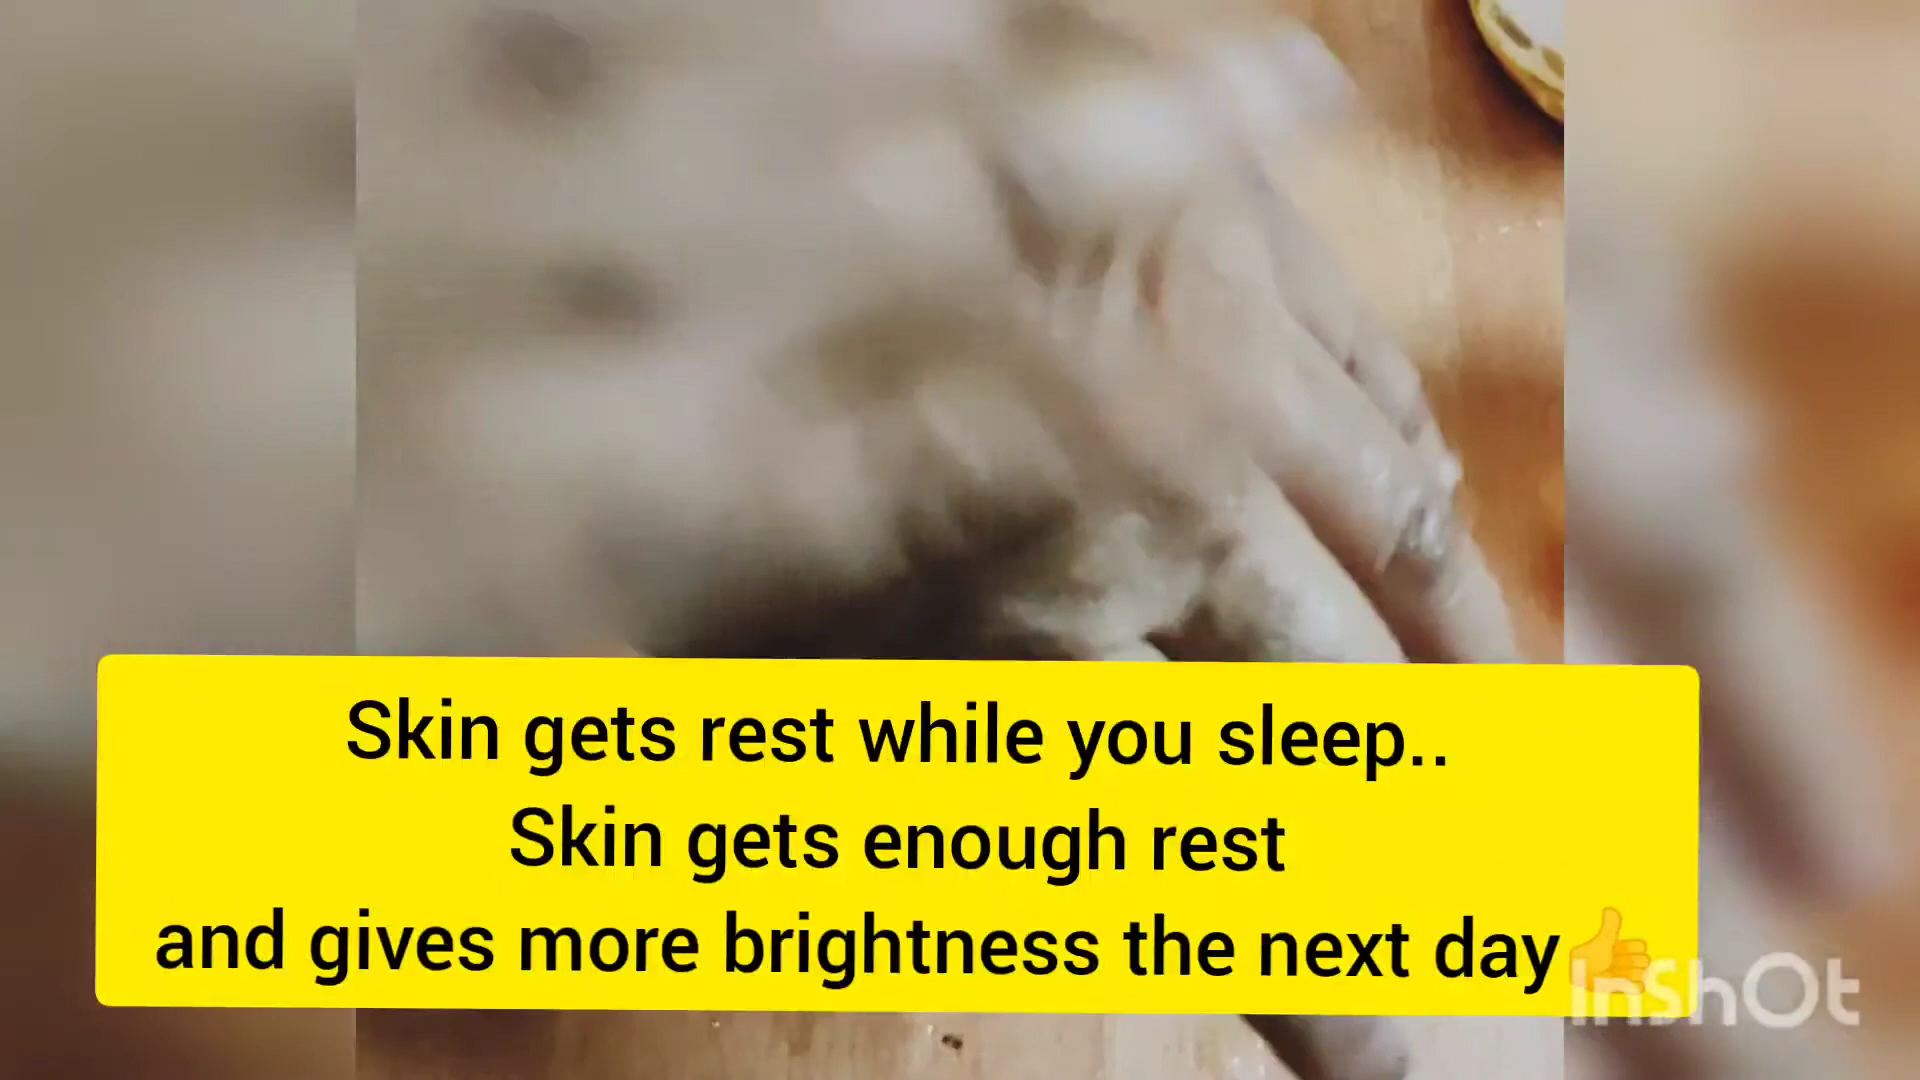 Skin gets rest while you sleep..
Skin gets enough rest
and gives more brightness the next day👍
InShOt